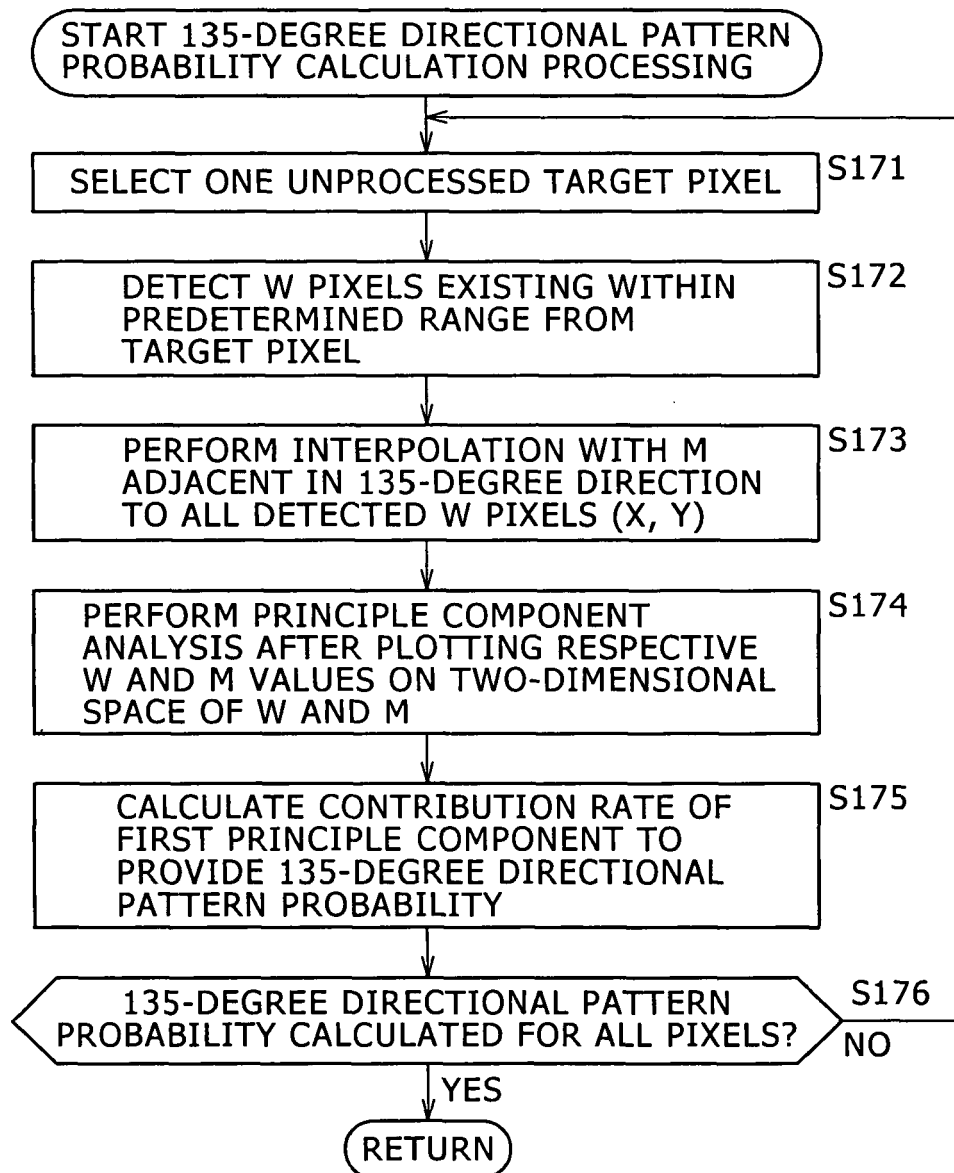 START 135-DEGREE DIRECTIONAL PATTERN
PROBABILITY CALCULATION PROCESSING
SELECT ONE UNPROCESSED TARGET PIXEL
S171
DETECT W PIXELS EXISTING WITHIN
PREDETERMINED RANGE FROM
TARGET PIXEL
S172
PERFORM INTERPOLATION WITH M
ADJACENT IN 135-DEGREE DIRECTION
TO ALL DETECTED W PIXELS (X, Y)
S173
PERFORM PRINCIPLE COMPONENT
ANALYSIS AFTER PLOTTING RESPECTIVE
W AND M VALUES ON TWO-DIMENSIONAL
SPACE OF W AND M
S174
CALCULATE CONTRIBUTION RATE OF
FIRST PRINCIPLE COMPONENT TO
PROVIDE 135-DEGREE DIRECTIONAL
PATTERN PROBABILITY
S175
135-DEGREE DIRECTIONAL PATTERN
PROBABILITY CALCULATED FOR ALL PIXELS?
S176
NO
YES
RETURN